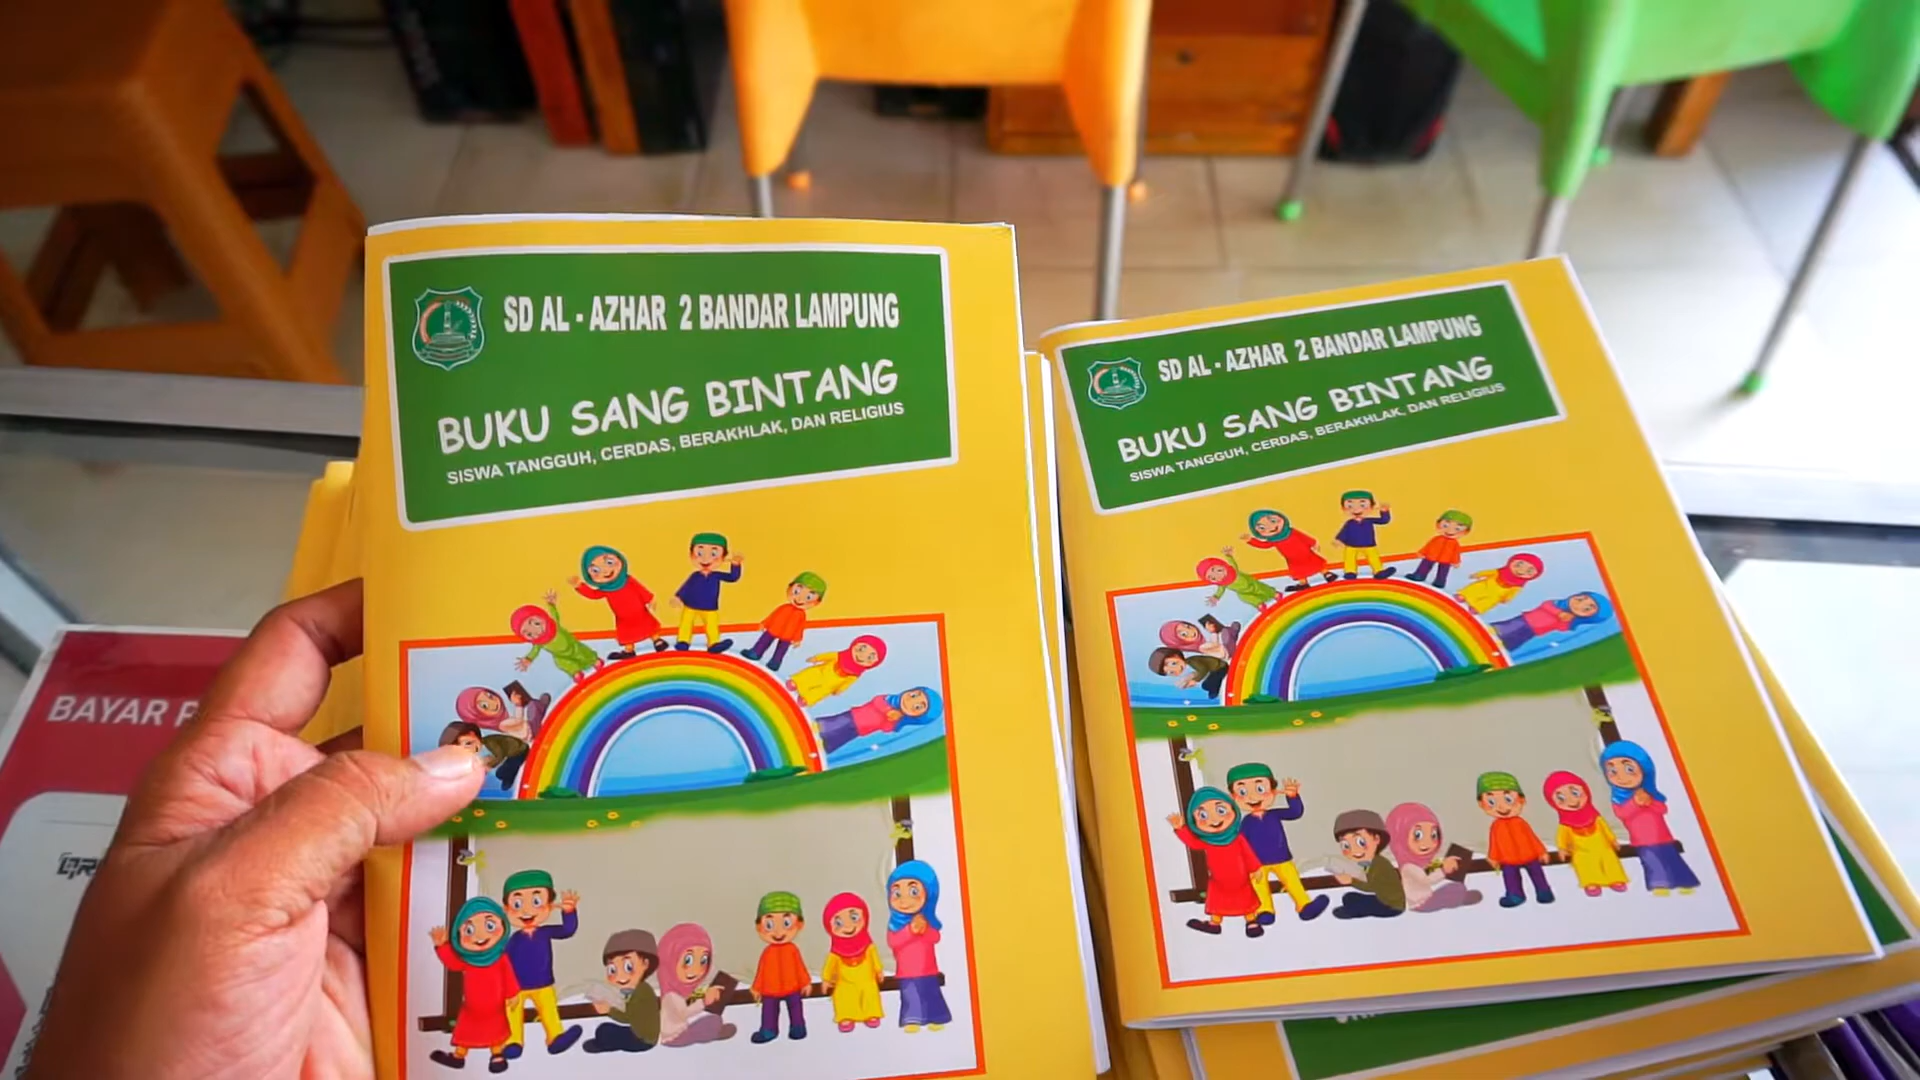 SD AL - AZHAR 2 BANDAR LAMPUNG
BUKU SANG BINTANG
SISWA TANGGUH, CERDAS, BERAKHLAK, DAN RELIGIUS
SD AL - AZHAR 2 BANDAR LAMPUNG
BUKU SANG BINTANG
SISWA TANGGUH, CERDAS, BERAKHLAK, DAN RELIGIUS
BAYAR